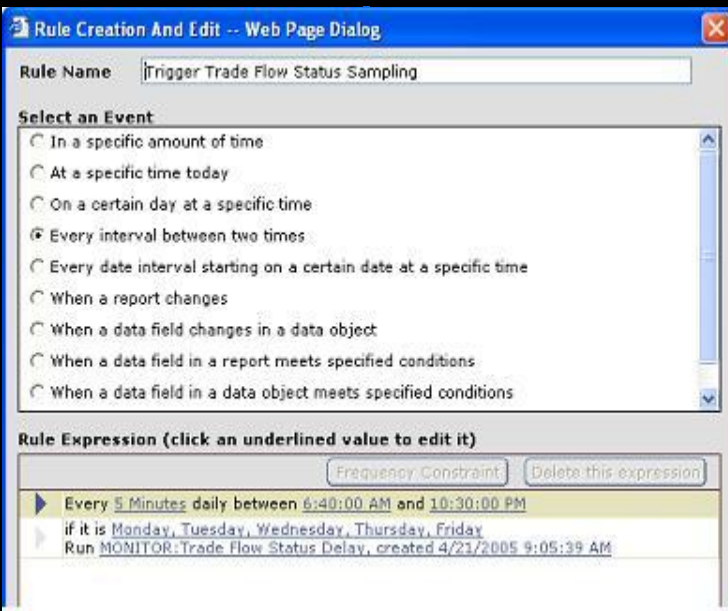 Rule Creation And Edit -- Web Page Dialog
Rule Name Trigger Trade Flow Status Sampling
Select an Event
In a specific amount of time
At a specific time today
On a certain day at a specific time
Every interval between two times
Every date interval starting on a certain date at a specific time
When a report changes
When a data field changes in a data object
When a data field in a report meets specified conditions
When a data field in a data object meets specified conditions
Rule Expression (click an underlined value to edit it)
Frequency Constraint Delete this expression
Every 5 Minutes daily between 6:40:00 AM and 10:30:00 PM
if it is Monday, Tuesday, Wednesday, Thursday, Friday
Run MONITOR:Trade Flow Status Delay, created 4/21/2005 9:05:39 AM